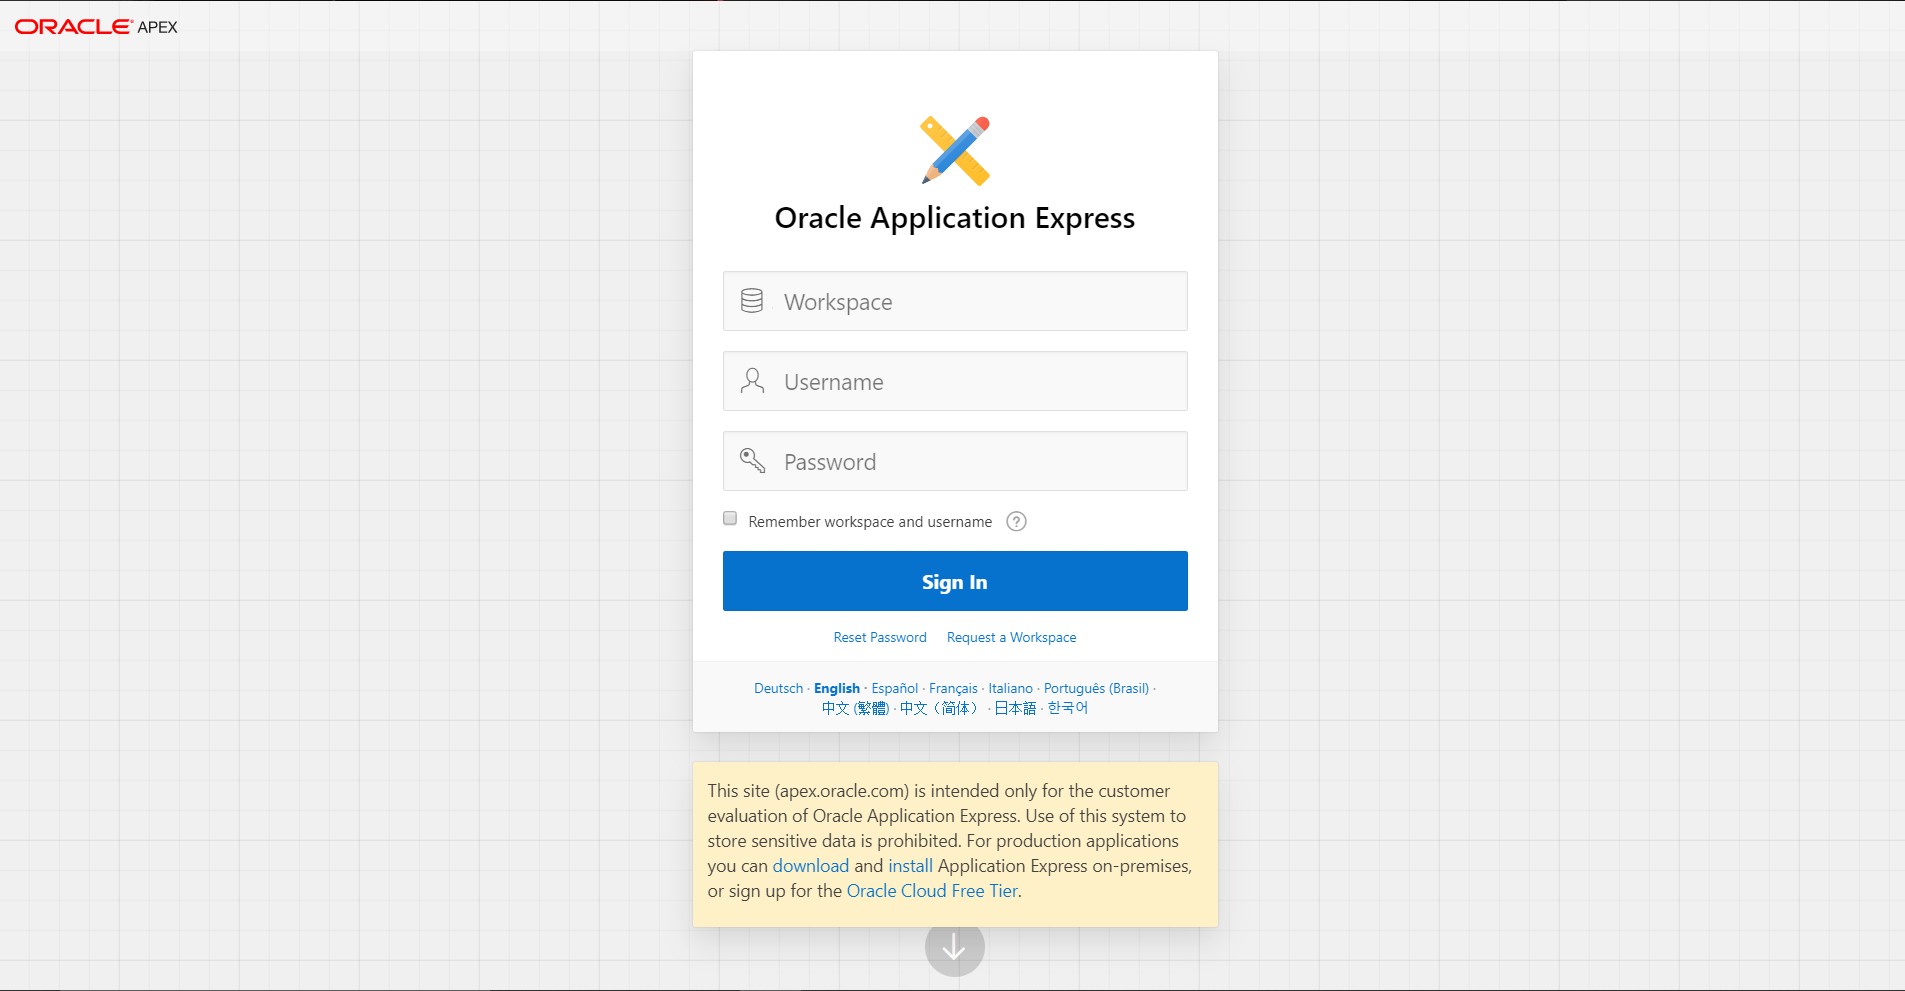 ORACLE® APEX
Oracle Application Express
Workspace
Username
Password
Remember workspace and username ?
Sign In
Reset Password Request a Workspace
Deutsch · English · Español · Français · Italiano · Português (Brasil) ·
中文 (繁體) · 中文（简体） · 日本語 · 한국어
This site (apex.oracle.com) is intended only for the customer
evaluation of Oracle Application Express. Use of this system to
store sensitive data is prohibited. For production applications
you can download and install Application Express on-premises,
or sign up for the Oracle Cloud Free Tier.